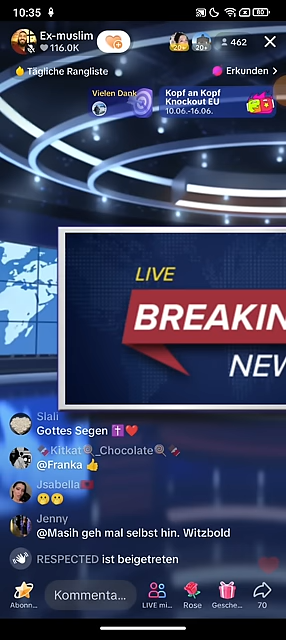 10:35
80
Ex-muslim
116.0K
20+
20+
462
Tägliche Rangliste
Erkunden
Vielen Dank
Kopf an Kopf
Knockout EU
10.06.-16.06.
LIVE
BREAKIN
NEW
Slali
Gottes Segen ✝️❤️
🍫Kitkat🍭_Chocolate🍭🍫
@Franka 👍
Jsabella🇦🇱
🤭🤭
Jenny
@Masih geh mal selbst hin. Witzbold
RESPECTED ist beigetreten
Abonn...
Kommenta...
LIVE mi...
Rose
Gesche...
70